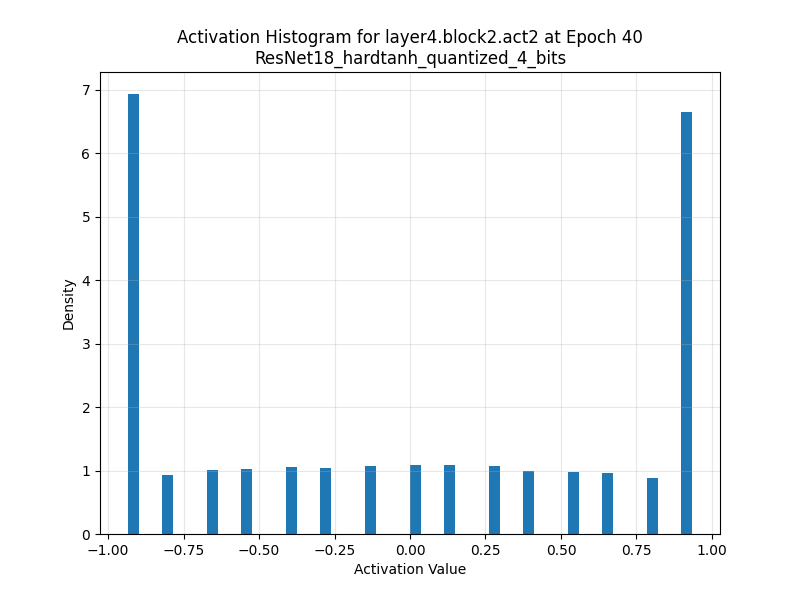 Activation Histogram for layer4.block2.act2 at Epoch 40
ResNet18_hardtanh_quantized_4_bits
7
6
5
4
3
2
1
0
Density
−1.00 −0.75 −0.50 −0.25 0.00 0.25 0.50 0.75 1.00
Activation Value